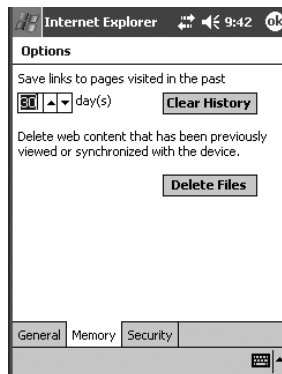 Internet Explorer 9:42 ok
Options
Save links to pages visited in the past
30 day(s) Clear History
Delete web content that has been previously
viewed or synchronized with the device.
Delete Files
General Memory Security